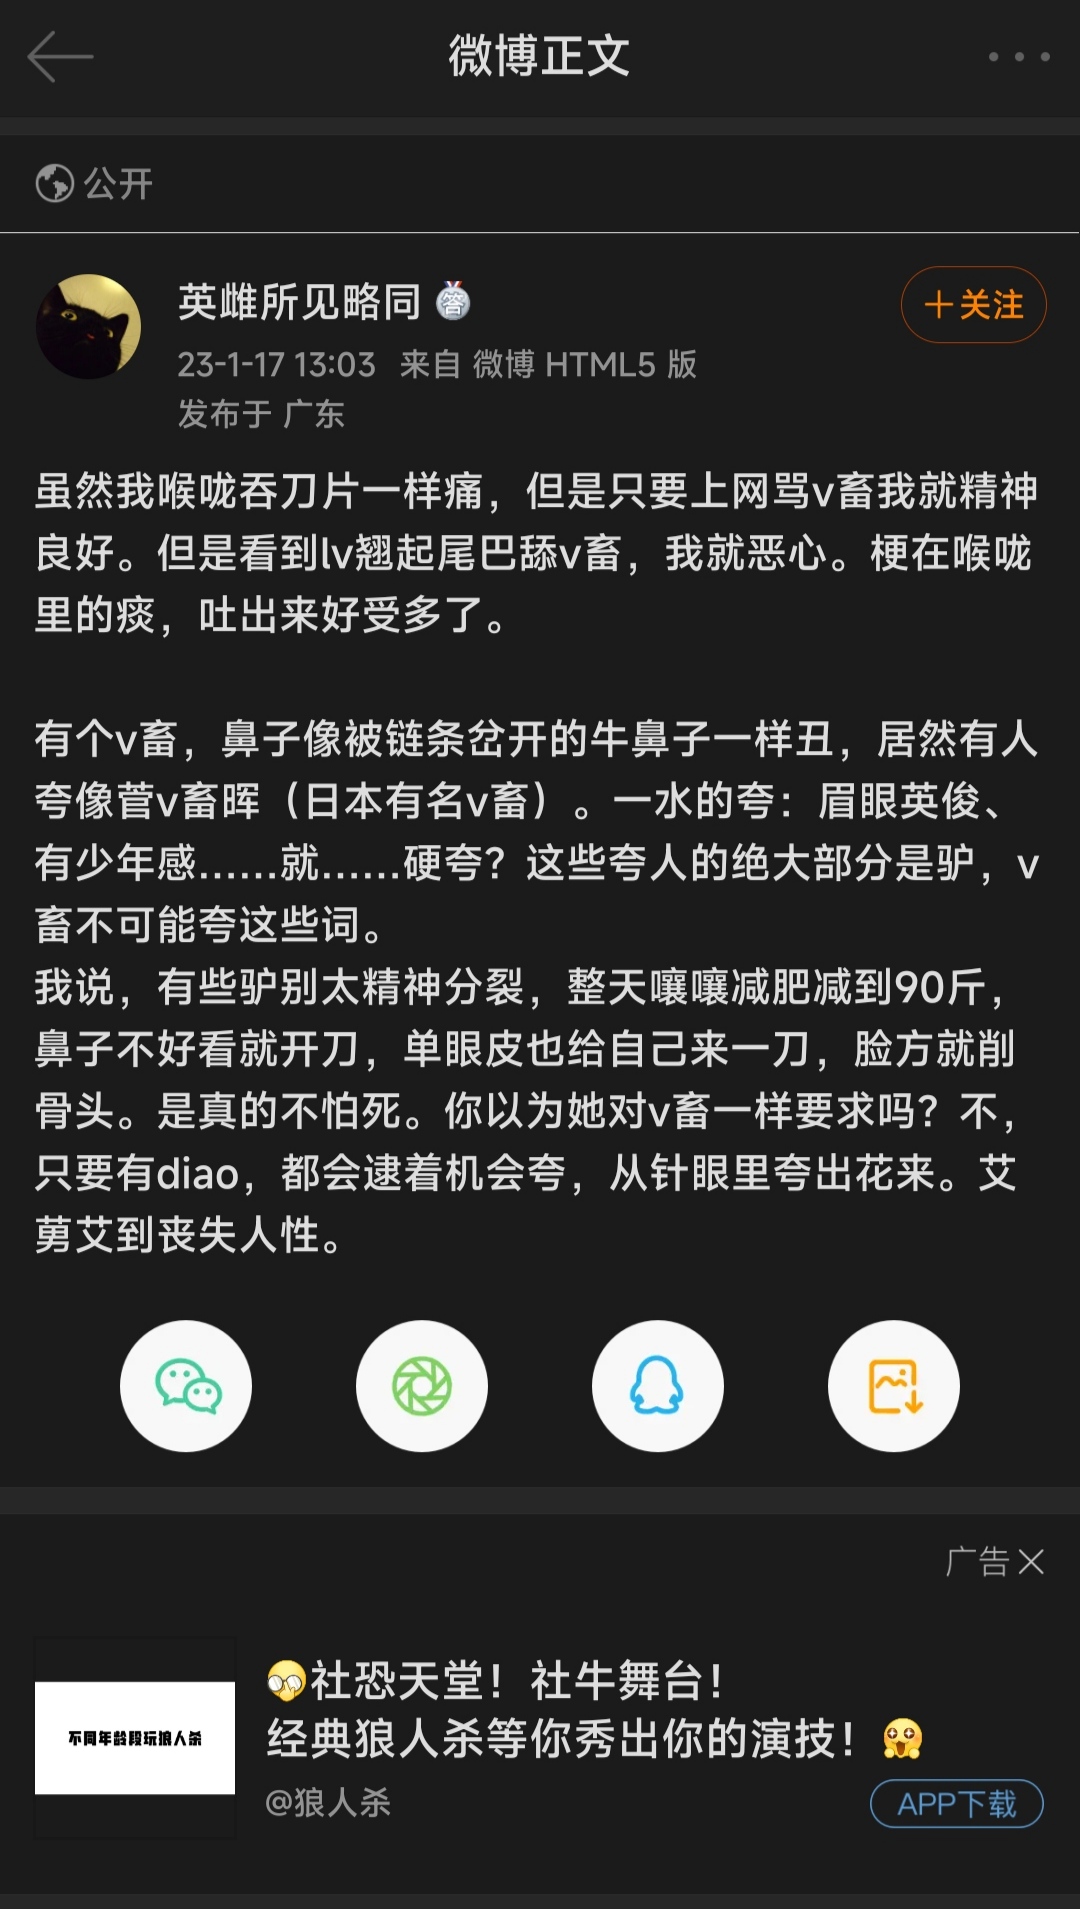 微博正文
公开
英雌所见略同 答
+关注
23-1-17 13:03 来自 微博 HTML5 版
发布于 广东
虽然我喉咙吞刀片一样痛，但是只要上网骂v畜我就精神
良好。但是看到lv翘起尾巴舔v畜，我就恶心。梗在喉咙
里的痰，吐出来好受多了。
有个v畜，鼻子像被链条岔开的牛鼻子一样丑，居然有人
夸像菅v畜晖（日本有名v畜）。一水的夸：眉眼英俊、
有少年感……就……硬夸？这些夸人的绝大部分是驴，v
畜不可能夸这些词。
我说，有些驴别太精神分裂，整天嚷嚷减肥减到90斤，
鼻子不好看就开刀，单眼皮也给自己来一刀，脸方就削
骨头。是真的不怕死。你以为她对v畜一样要求吗？不，
只要有diao，都会逮着机会夸，从针眼里夸出花来。艾
莮艾到丧失人性。
广告
社恐天堂！社牛舞台！
不同年龄段玩狼人杀
经典狼人杀等你秀出你的演技！
@狼人杀
APP下载